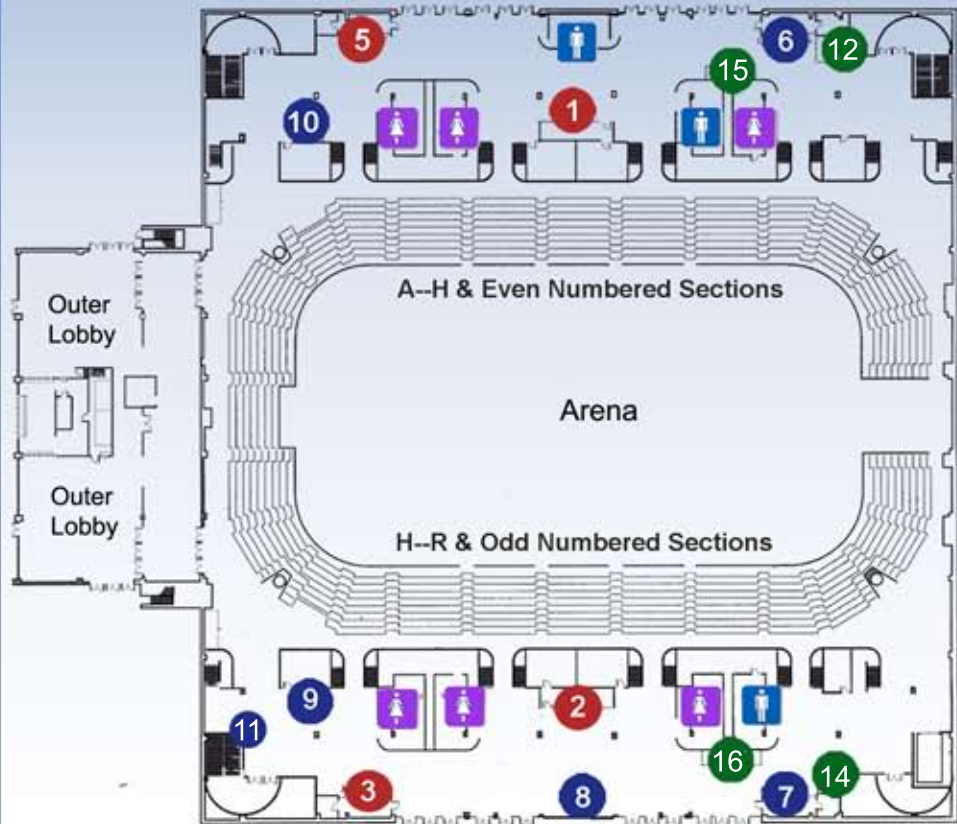 5
6
12
15
10
1
A--H & Even Numbered Sections
Outer
Lobby
Arena
Outer
Lobby
H--R & Odd Numbered Sections
9
2
11
16
14
3
8
7